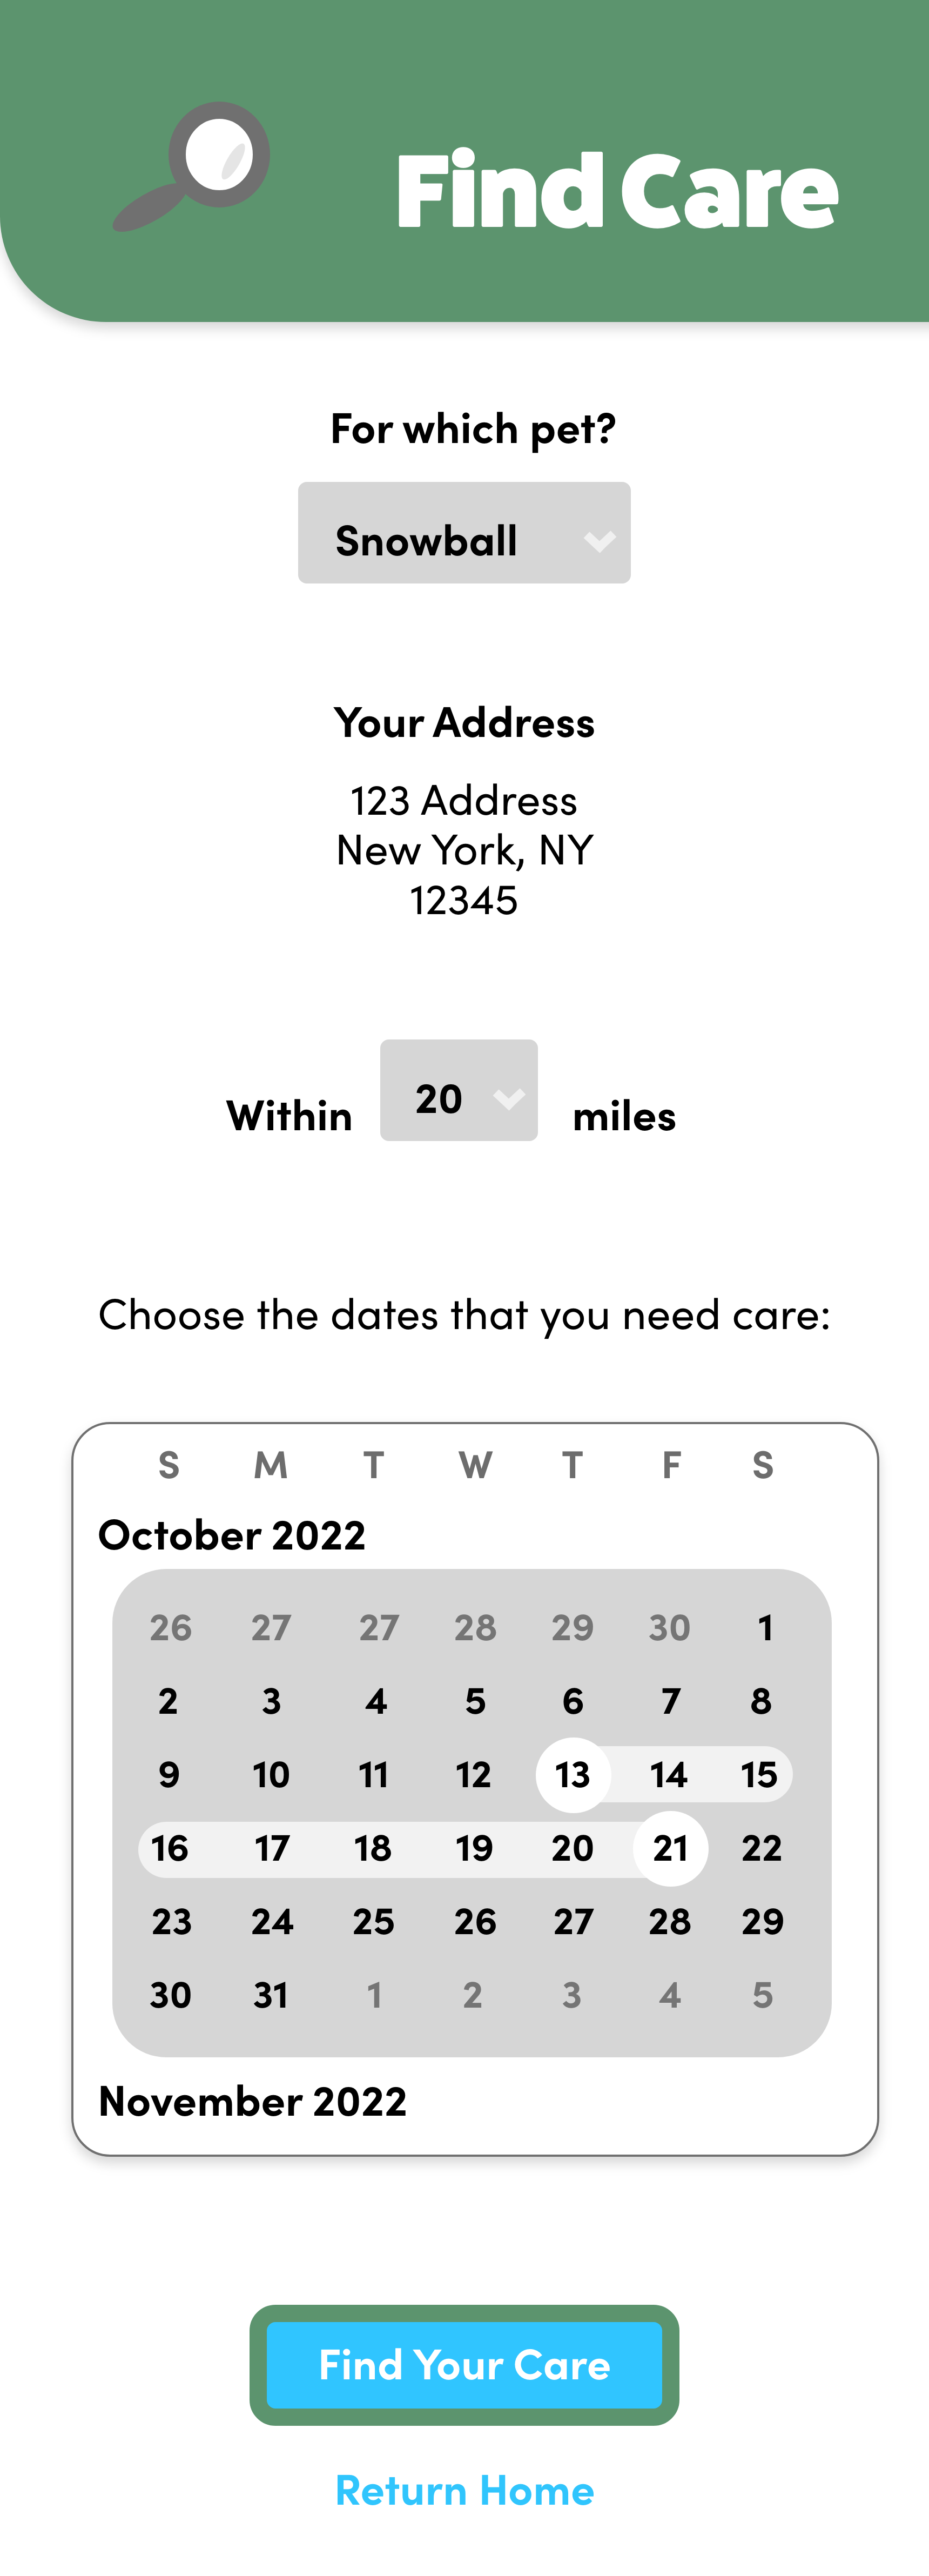 Find Care
For which pet?
Snowball
Your Address
123 Address
New York, NY
12345
Within 20 miles
Choose the dates that you need care:
S M T W T F S
October 2022
26 27 27 28 29 30 1
2 3 4 5 6 7 8
9 10 11 12 13 14 15
16 17 18 19 20 21 22
23 24 25 26 27 28 29
30 31 1 2 3 4 5
November 2022
Find Your Care
Return Home